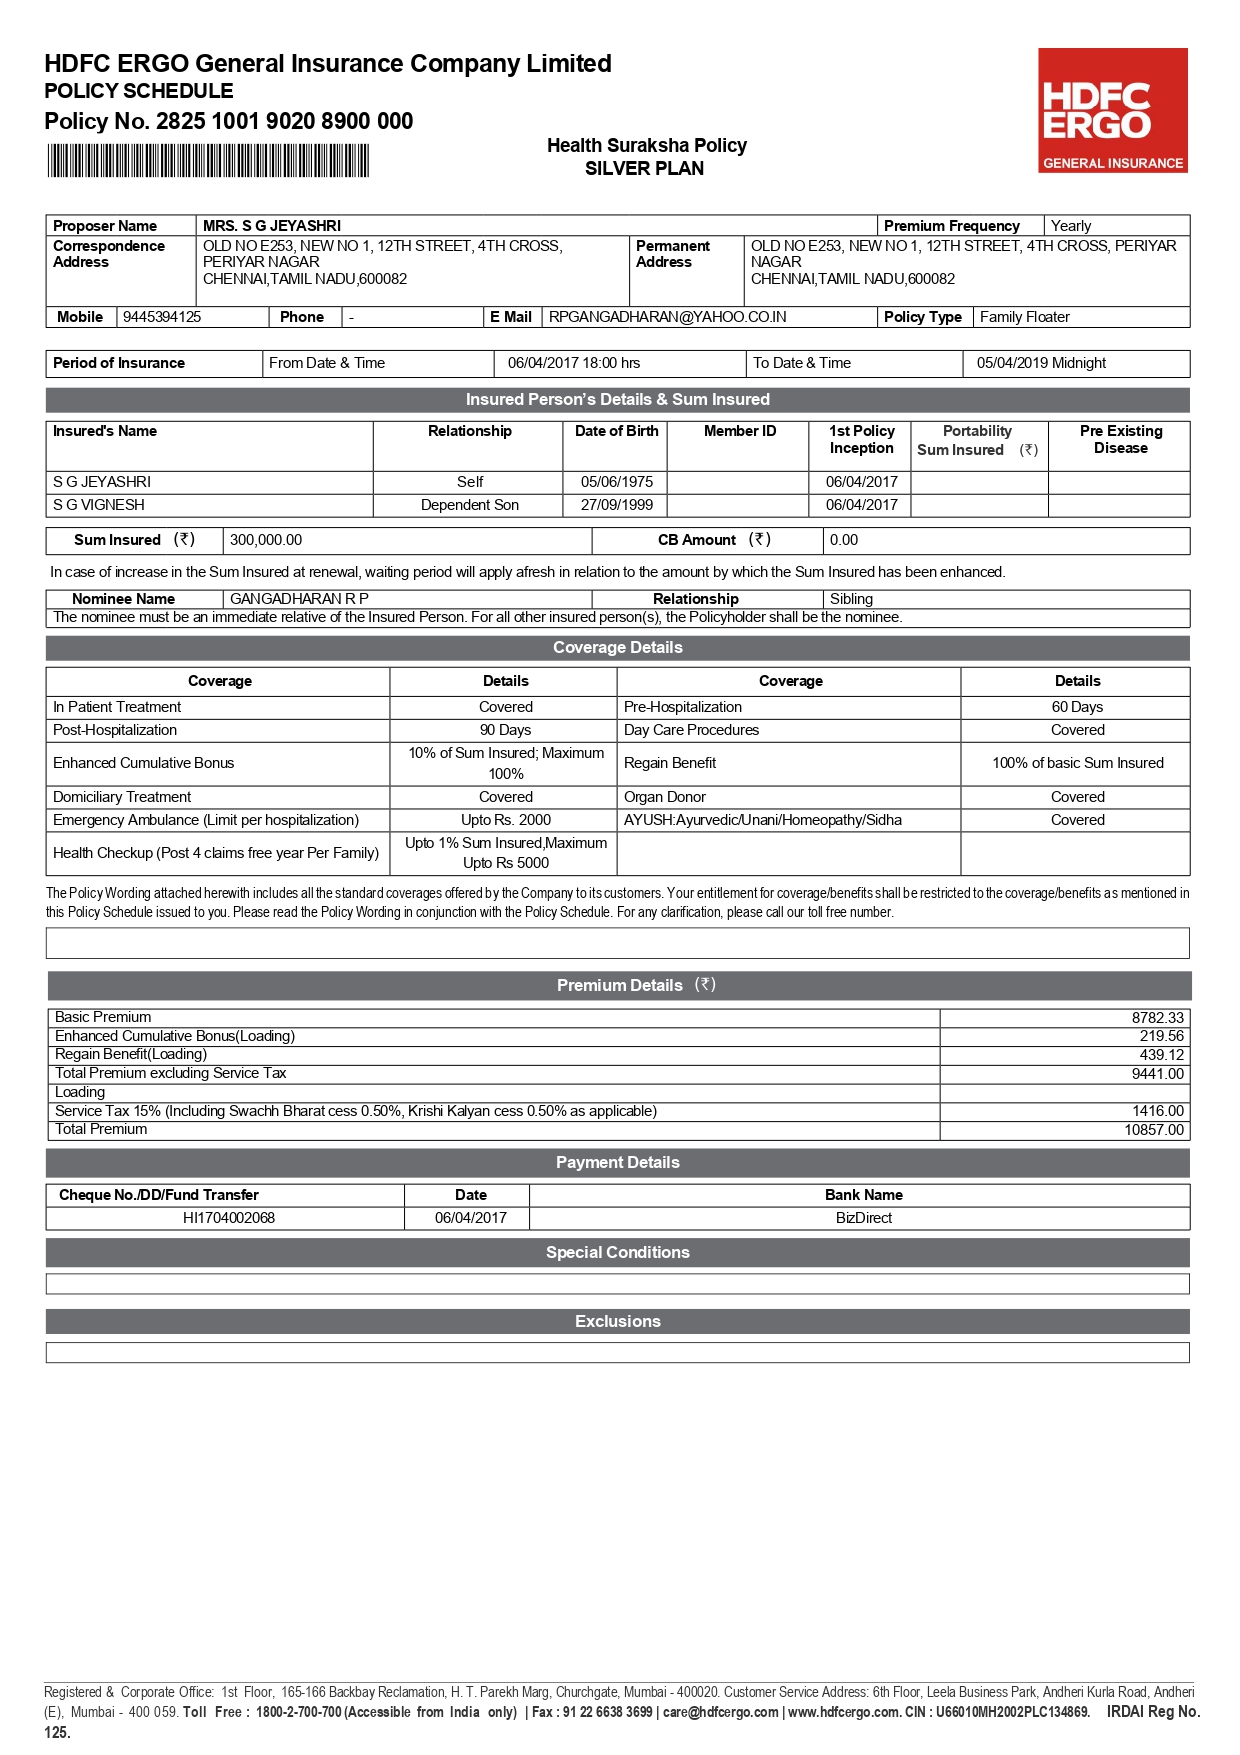 HDFC ERGO General Insurance Company Limited
POLICY SCHEDULE
Policy No. 2825 1001 9020 8900 000
Health Suraksha Policy
SILVER PLAN
HDFC
ERGO
GENERAL INSURANCE
Proposer Name MRS. S G JEYASHRI Premium Frequency Yearly
Correspondence Address OLD NO E253, NEW NO 1, 12TH STREET, 4TH CROSS,
PERIYAR NAGAR
CHENNAI,TAMIL NADU,600082
Permanent Address OLD NO E253, NEW NO 1, 12TH STREET, 4TH CROSS, PERIYAR
NAGAR
CHENNAI,TAMIL NADU,600082
Mobile 9445394125 Phone - E Mail RPGANGADHARAN@YAHOO.CO.IN Policy Type Family Floater
Period of Insurance From Date & Time 06/04/2017 18:00 hrs To Date & Time 05/04/2019 Midnight
Insured Person's Details & Sum Insured
Insured's Name Relationship Date of Birth Member ID 1st Policy Inception Portability Sum Insured (₹) Pre Existing Disease
S G JEYASHRI Self 05/06/1975 06/04/2017
S G VIGNESH Dependent Son 27/09/1999 06/04/2017
Sum Insured (₹) 300,000.00 CB Amount (₹) 0.00
In case of increase in the Sum Insured at renewal, waiting period will apply afresh in relation to the amount by which the Sum Insured has been enhanced.
Nominee Name GANGADHARAN R P Relationship Sibling
The nominee must be an immediate relative of the Insured Person. For all other insured person(s), the Policyholder shall be the nominee.
Coverage Details
Coverage Details Coverage Details
In Patient Treatment Covered Pre-Hospitalization 60 Days
Post-Hospitalization 90 Days Day Care Procedures Covered
Enhanced Cumulative Bonus 10% of Sum Insured; Maximum 100% Regain Benefit 100% of basic Sum Insured
Domiciliary Treatment Covered Organ Donor Covered
Emergency Ambulance (Limit per hospitalization) Upto Rs. 2000 AYUSH:Ayurvedic/Unani/Homeopathy/Sidha Covered
Health Checkup (Post 4 claims free year Per Family) Upto 1% Sum Insured,Maximum Upto Rs 5000
The Policy Wording attached herewith includes all the standard coverages offered by the Company to its customers. Your entitlement for coverage/benefits shall be restricted to the coverage/benefits as mentioned in
this Policy Schedule issued to you. Please read the Policy Wording in conjunction with the Policy Schedule. For any clarification, please call our toll free number.
Premium Details (₹)
Basic Premium 8782.33
Enhanced Cumulative Bonus(Loading) 219.56
Regain Benefit(Loading) 439.12
Total Premium excluding Service Tax 9441.00
Loading
Service Tax 15% (Including Swachh Bharat cess 0.50%, Krishi Kalyan cess 0.50% as applicable) 1416.00
Total Premium 10857.00
Payment Details
Cheque No./DD/Fund Transfer Date Bank Name
HI1704002068 06/04/2017 BizDirect
Special Conditions
Exclusions
Registered & Corporate Office: 1st Floor, 165-166 Backbay Reclamation, H. T. Parekh Marg, Churchgate, Mumbai - 400020. Customer Service Address: 6th Floor, Leela Business Park, Andheri Kurla Road, Andheri
(E), Mumbai - 400 059. Toll Free : 1800-2-700-700 (Accessible from India only) | Fax : 91 22 6638 3699 | care@hdfcergo.com | www.hdfcergo.com. CIN : U66010MH2002PLC134869. IRDAI Reg No.
125.